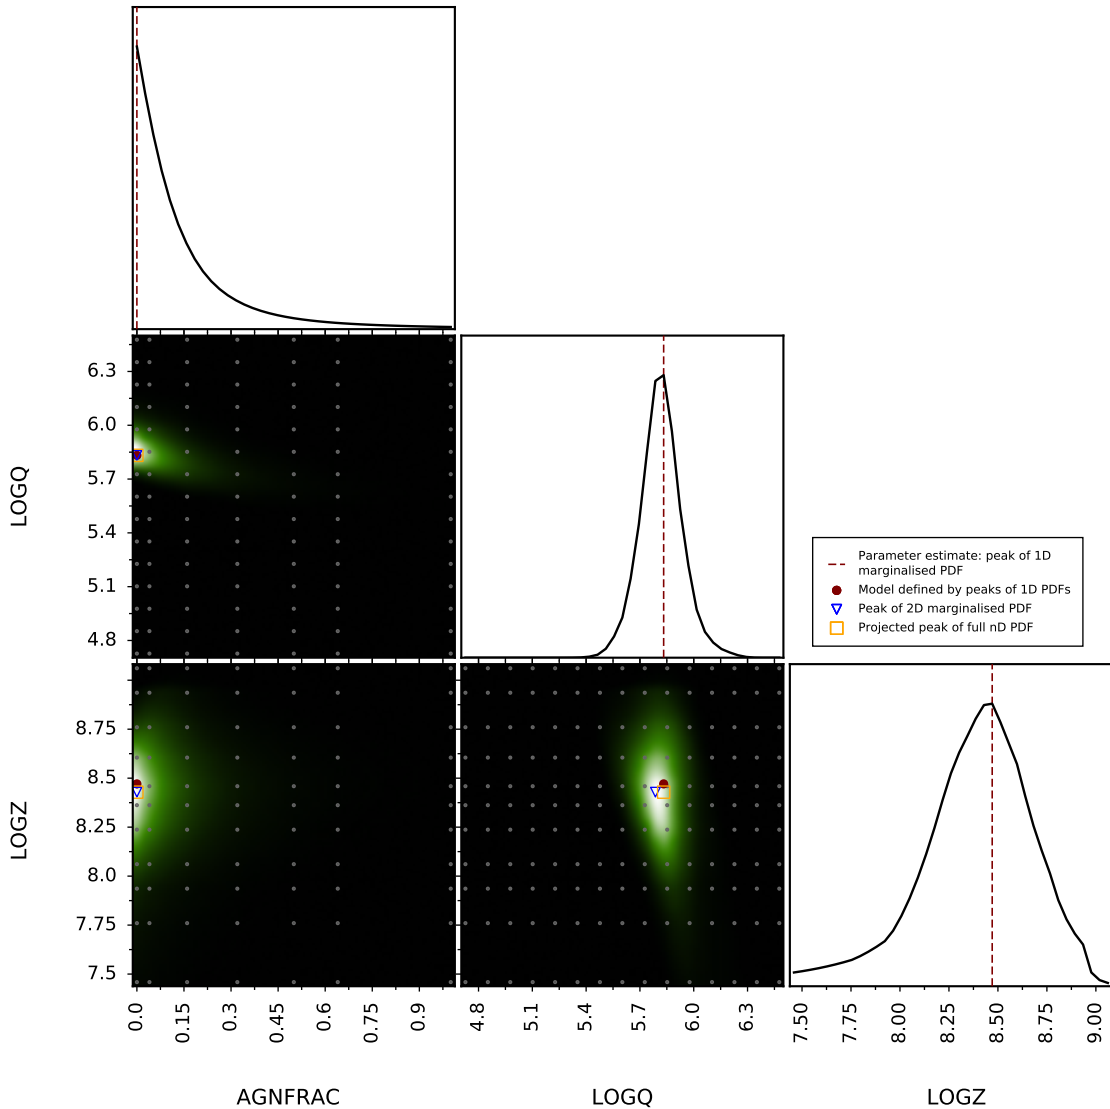 6.3
6.0
5.7
5.4
5.1
4.8
LOGQ
Parameter estimate: peak of 1D
marginalised PDF
Model defined by peaks of 1D PDFs
Peak of 2D marginalised PDF
Projected peak of full nD PDF
8.75
8.5
8.25
8.0
7.75
7.5
LOGZ
0.0 0.15 0.3 0.45 0.6 0.75 0.9
4.8 5.1 5.4 5.7 6.0 6.3
7.50 7.75 8.00 8.25 8.50 8.75 9.00
AGNFRAC
LOGQ
LOGZ